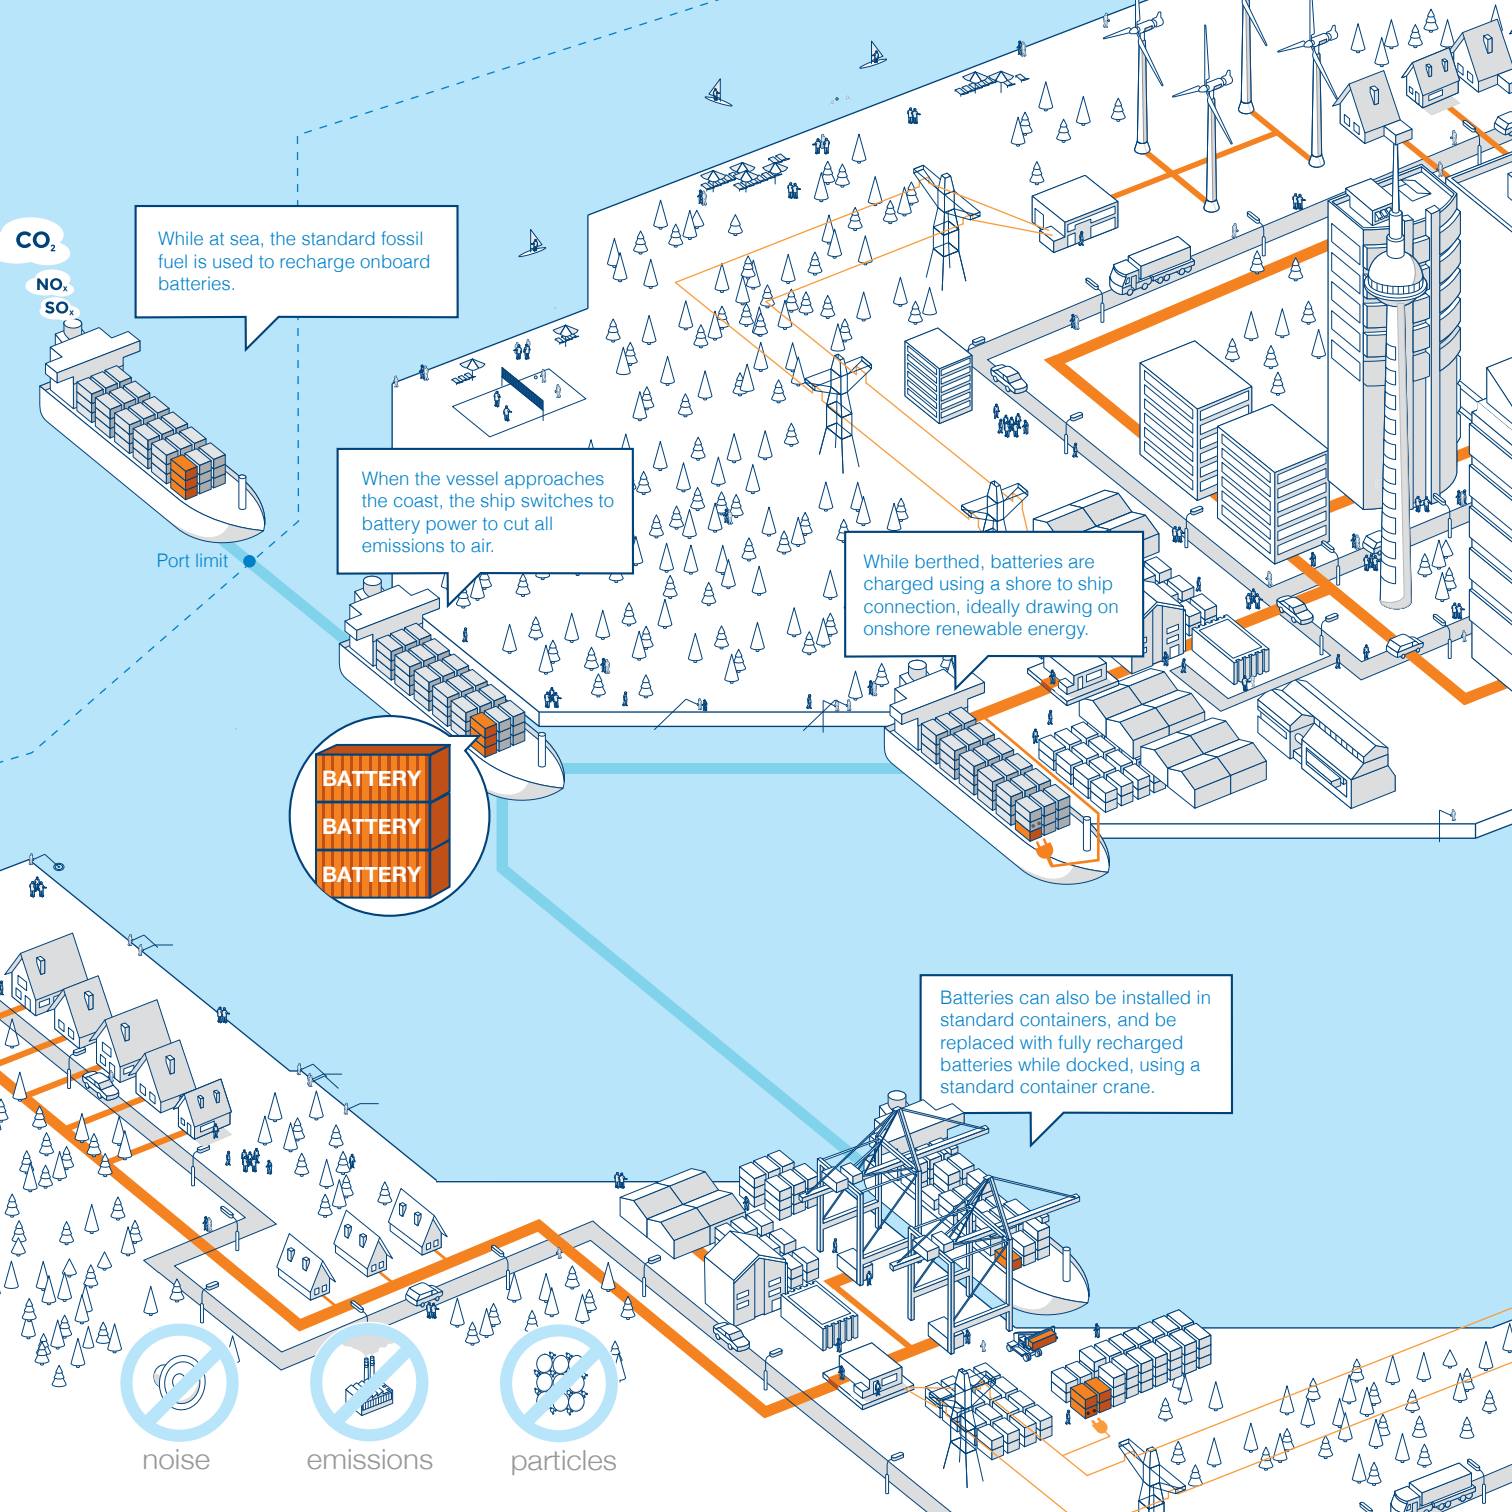 While at sea, the standard fossil
fuel is used to recharge onboard
batteries.
CO₂
NOₓ
SOₓ
When the vessel approaches
the coast, the ship switches to
battery power to cut all
emissions to air.
Port limit
While berthed, batteries are
charged using a shore to ship
connection, ideally drawing on
onshore renewable energy.
BATTERY
BATTERY
BATTERY
Batteries can also be installed in
standard containers, and be
replaced with fully recharged
batteries while docked, using a
standard container crane.
noise
emissions
particles